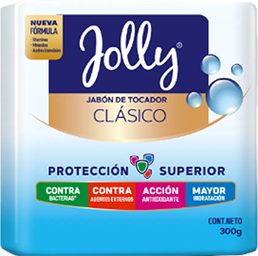 NUEVA
FÓRMULA
Jolly®
JABÓN DE TOCADOR
CLÁSICO
PROTECCIÓN SUPERIOR
CONTRA
BACTERIAS*
CONTRA
AGENTES EXTERNOS
ACCIÓN
ANTIOXIDANTE
MAYOR
HIDRATACIÓN
CONT. NETO
300g